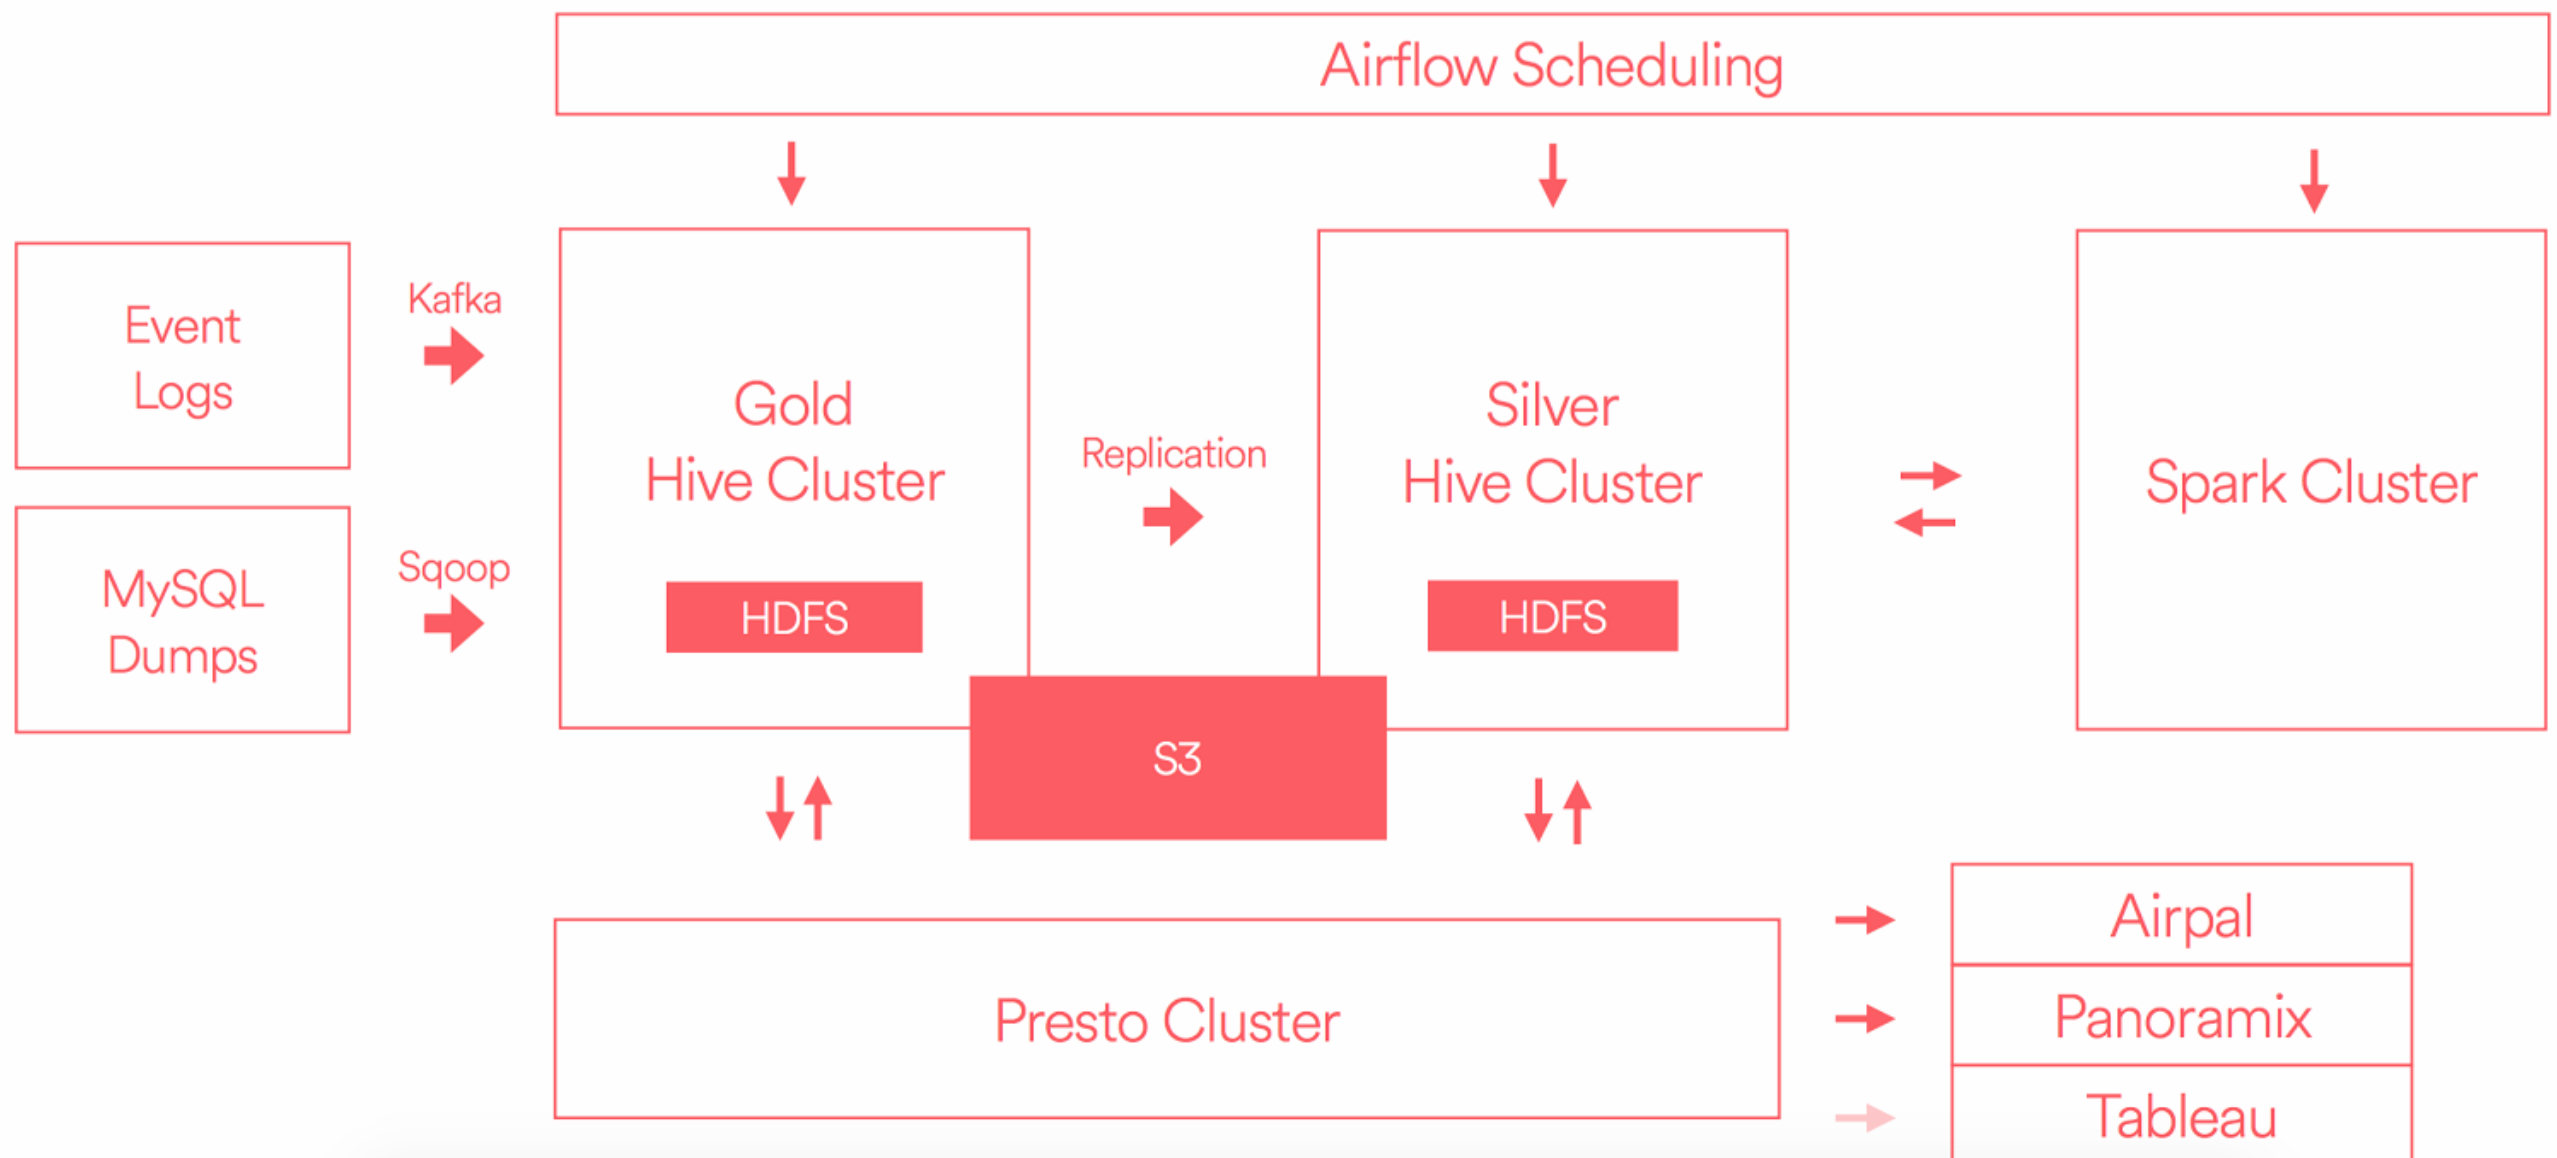 Airflow Scheduling
Event
Logs
Kafka
MySQL
Dumps
Sqoop
Gold
Hive Cluster
HDFS
Replication
Silver
Hive Cluster
HDFS
S3
Spark Cluster
Presto Cluster
Airpal
Panoramix
Tableau